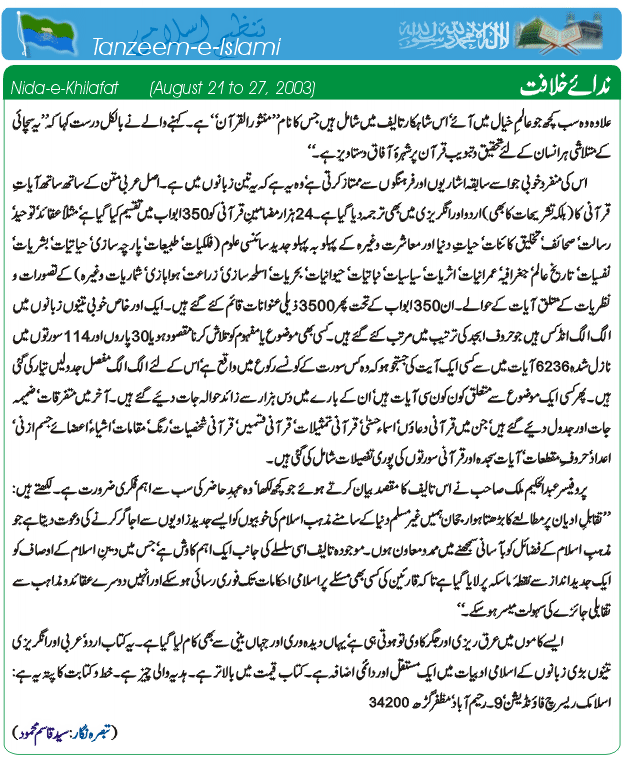 تنظیم اسلامی
Tanzeem-e-Islami
لا الہ الا اللہ محمد رسول اللہ
Nida-e-Khilafat (August 21 to 27, 2003) ندائے خلافت
علاوہ وہ سب کچھ جو عالمِ خیال میں آئے‘ اس شاہکار تالیف میں شامل ہیں جس کا نام ’’منشور القرآن‘‘ ہے۔ کہنے والے نے بالکل درست کہا کہ ’’یہ سچائی
کے متلاشی ہر انسان کے لئے تحقیق و تبویبِ قرآن پر شہرۂ آفاق دستاویز ہے۔‘‘
اس کی منفرد خوبی جو اسے سابقہ اشاریوں اور فرہنگوں سے ممتاز کرتی ہے‘ وہ یہ ہے کہ یہ تین زبانوں میں ہے۔ اصل عربی متن کے ساتھ ساتھ آیاتِ
قرآنی کا (بلکہ تشریحات کا بھی) اردو اور انگریزی میں بھی ترجمہ دیا گیا ہے۔ 24 ہزار مضامینِ قرآنی کو 350 ابواب میں تقسیم کیا گیا ہے‘ مثلاً عقائد‘ توحید‘
رسالت‘ صحائف‘ تخلیقِ کائنات‘ حیاتِ دنیا اور معاشرت وغیرہ کے پہلو بہ پہلو جدید سائنسی علوم (فلکیات‘ طبیعات‘ پارچہ سازی‘ حیاتیات‘ بشریات‘
نفسیات‘ تاریخِ عالم‘ جغرافیہ‘ عمرانیات‘ اثریات‘ سیاسیات‘ نباتیات‘ حیوانیات‘ بحریات‘ اسلحہ سازی‘ زراعت‘ ہوابازی‘ شماریات وغیرہ) کے تصورات و
نظریات کے متعلق آیات کے حوالے۔ ان 350 ابواب کے تحت پھر 3500 ذیلی عنوانات قائم کئے گئے ہیں۔ ایک اور خاص خوبی تینوں زبانوں میں
الگ الگ انڈکس ہیں جو حروفِ ابجد کی ترتیب میں مرتب کئے گئے ہیں۔ کسی بھی موضوع یا مفہوم کو تلاش کرنا مقصود ہو یا 30 پاروں اور 114 سورتوں میں
نازل شدہ 6236 آیات میں سے کسی ایک آیت کی جستجو ہو کہ وہ کس سورت کے کونسے رکوع میں واقع ہے‘ اس کے لئے الگ الگ مفصل جدولیں تیار کی گئی
ہیں۔ پھر کسی ایک موضوع سے متعلق کون کون سی آیات ہیں‘ ان کے بارے میں دس ہزار سے زائد حوالہ جات دیئے گئے ہیں۔ آخر میں متفرقات‘ ضمیمہ
جات اور جدول دیئے گئے ہیں‘ جن میں قرآنی دعاؤں‘ اسماء حسنیٰ‘ قرآنی تمثیلات‘ قرآنی قسمیں‘ قرآنی شخصیات‘ رنگ‘ مقامات‘ اشیاء‘ اعضائے جسم‘ ازنی‘
اعداد‘ حروفِ مقطعات‘ آیات سجدہ اور قرآنی سورتوں کی پوری تفصیلات شامل کی گئی ہیں۔
پروفیسر عبدالحکیم ملک صاحب نے اس تالیف کا مقصد بیان کرتے ہوئے جو کچھ لکھا‘ وہ عہدِ حاضر کی سب سے اہم فکری ضرورت ہے۔ لکھتے ہیں:
’’تقابلِ ادیان پر مطالعے کا بڑھتا ہوا رجحان ہمیں غیر مسلم دنیا کے سامنے مذہب اسلام کی خوبیوں کو ایسے جدید زاویوں سے اجاگر کرنے کی دعوت دیتا ہے جو
مذہبِ اسلام کے فضائل کو بآسانی سمجھنے میں ممد و معاون ہوں۔ موجودہ تالیف اسی سلسلے کی جانب ایک اہم کاوش ہے‘ جس میں دینِ اسلام کے اوصاف کو
ایک جدید انداز سے نقطۂ ماسکہ پر لایا گیا ہے تاکہ قارئین کی کسی بھی مسئلے پر اسلامی احکامات تک فوری رسائی ہو سکے اور انہیں دوسرے عقائد و مذاہب سے
تقابلی جائزے کی سہولت میسر ہو سکے۔‘‘
ایسے کاموں میں عرق ریزی اور جگر کاوی تو ہوتی ہی ہے‘ یہاں دیدہ وری اور جہاں بینی سے بھی کام لیا گیا ہے۔ یہ کتاب اردو‘ عربی اور انگریزی
تینوں بڑی زبانوں کے اسلامی ادبیات میں ایک مستقل اور دائمی اضافہ ہے۔ کتاب قیمت میں بالاتر ہے۔ ہدیہ والی چیز ہے۔ خط و کتابت کا پتہ یہ ہے:
اسلامک ریسرچ فاؤنڈیشن‘ 9۔رحیم آباد‘ مظفر گڑھ 34200
(تبصرہ نگار: سید قاسم محمود)